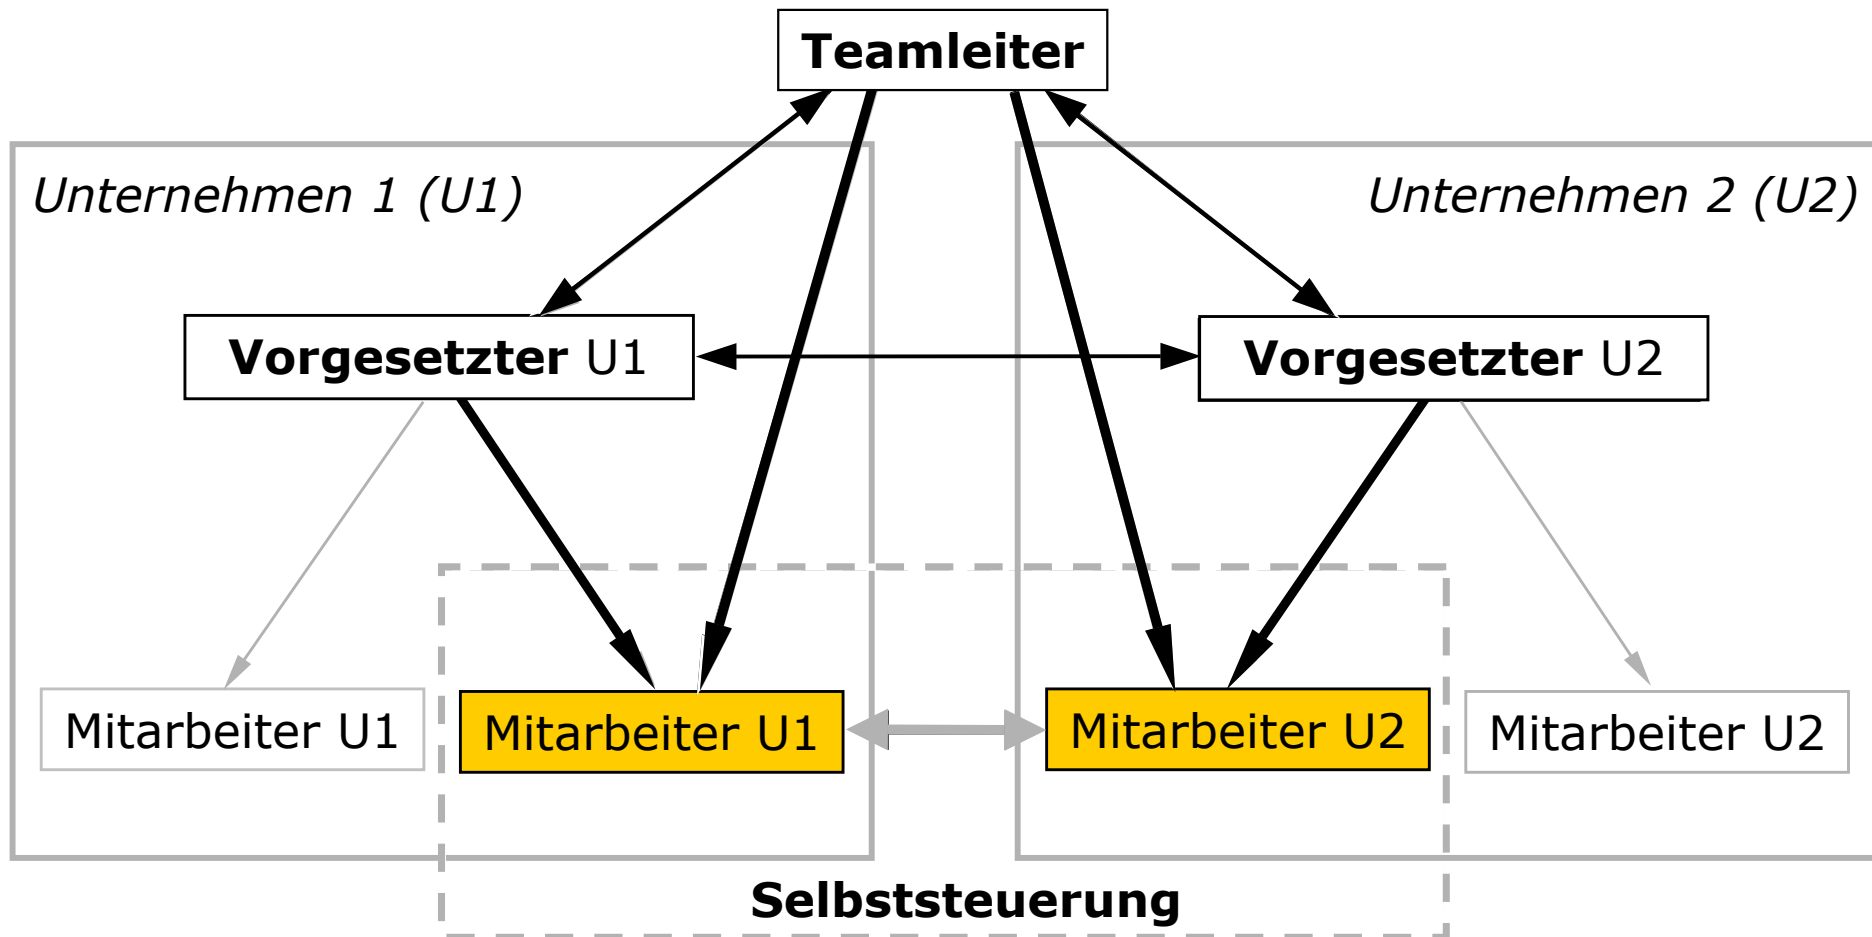 Teamleiter
Unternehmen 1 (U1)
Unternehmen 2 (U2)
Vorgesetzter U1
Vorgesetzter U2
Mitarbeiter U1
Mitarbeiter U1
Mitarbeiter U2
Mitarbeiter U2
Selbststeuerung